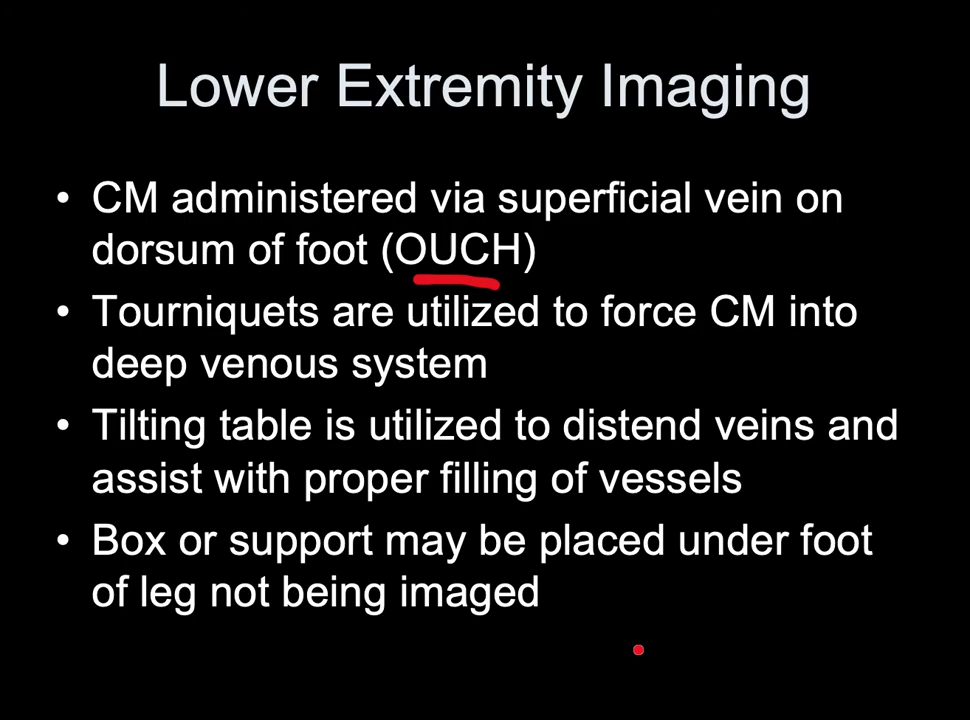 Lower Extremity Imaging
• CM administered via superficial vein on
dorsum of foot (OUCH)
• Tourniquets are utilized to force CM into
deep venous system
• Tilting table is utilized to distend veins and
assist with proper filling of vessels
• Box or support may be placed under foot
of leg not being imaged